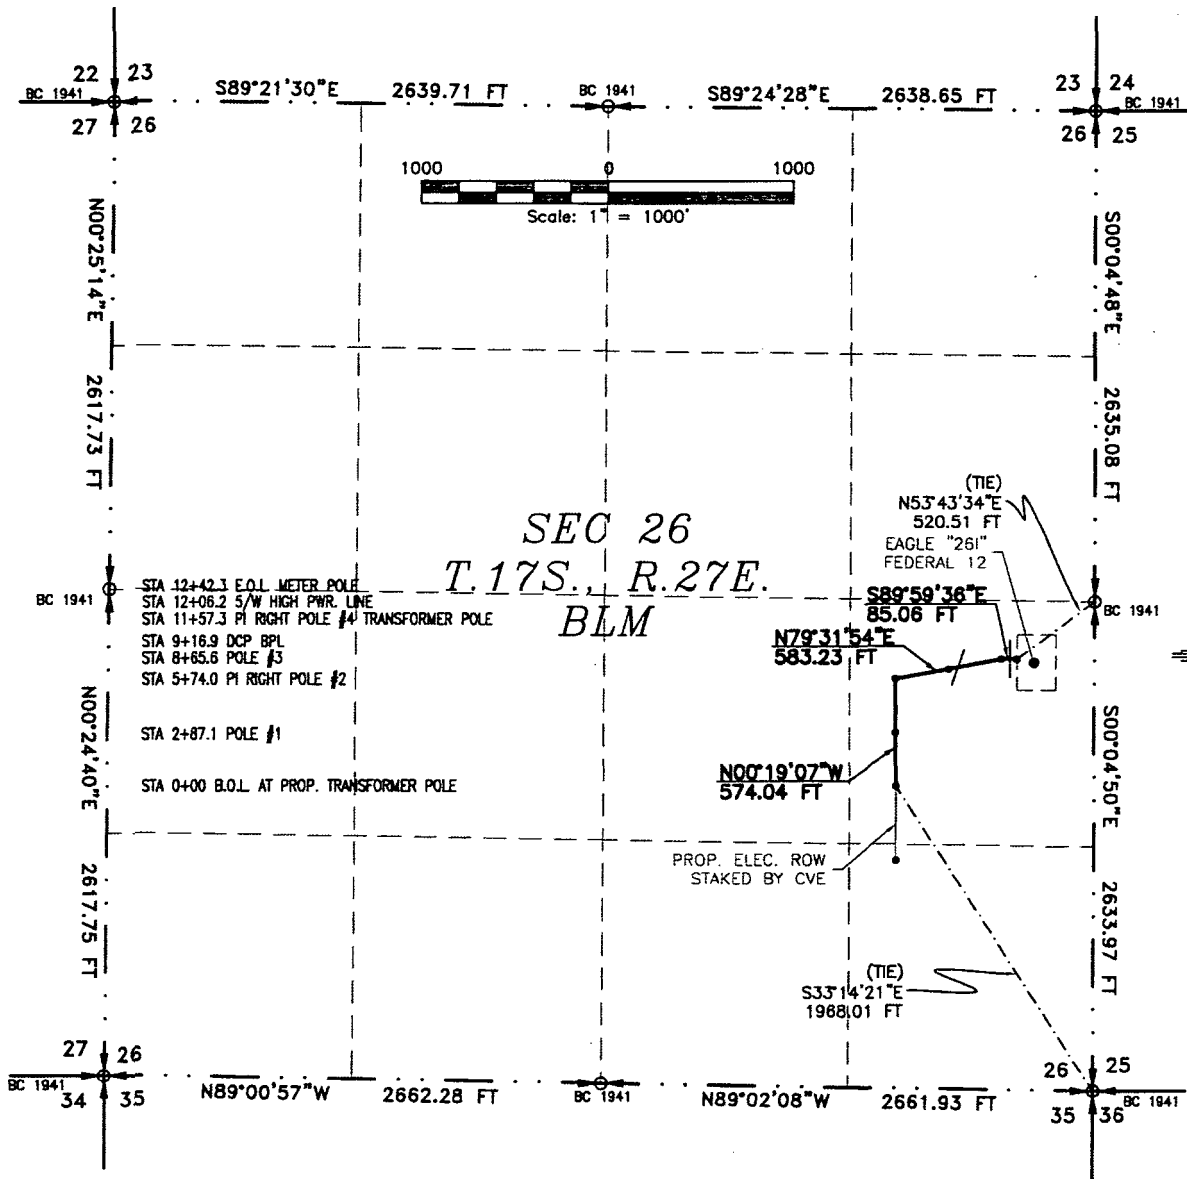 22 23
BC 1941
27 26
S89°21'30"E 2639.71 FT
BC 1941
S89°24'28"E 2638.65 FT
23 24
BC 1941
26 25
1000 0 1000
Scale: 1" = 1000'
N00°25'14"E 2617.73 FT
S00°04'48"E 2635.08 FT
SEC 26
T.17S., R.27E.
BLM
(TIE)
N53°43'34"E
520.51 FT
EAGLE "26I"
FEDERAL 12
S89°59'36"E
85.06 FT
N79°31'54"E
583.23 FT
BC 1941
BC 1941
STA 12+42.3 E.O.L. METER POLE
STA 12+06.2 S/W HIGH PWR. LINE
STA 11+57.3 PI RIGHT POLE #4 TRANSFORMER POLE
STA 9+16.9 DCP BPL
STA 8+65.6 POLE #3
STA 5+74.0 PI RIGHT POLE #2
STA 2+87.1 POLE #1
STA 0+00 B.O.L. AT PROP. TRANSFORMER POLE
N00°19'07"W
574.04 FT
N00°24'40"E 2617.75 FT
S00°04'50"E 2633.97 FT
PROP. ELEC. ROW
STAKED BY CVE
(TIE)
S33°14'21"E
1968.01 FT
27 26
BC 1941
34 35
N89°00'57"W 2662.28 FT
BC 1941
N89°02'08"W 2661.93 FT
26 25
BC 1941
35 36